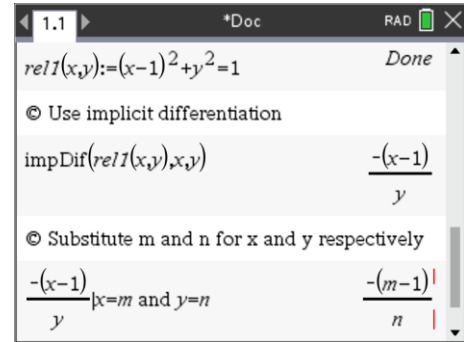 1.1 *Doc RAD
rel1(x,y):=(x-1)²+y²=1 Done
© Use implicit differentiation
impDif(rel1(x,y),x,y) -(x-1)
y
© Substitute m and n for x and y respectively
-(x-1)
y
|x=m and y=n -(m-1)
n